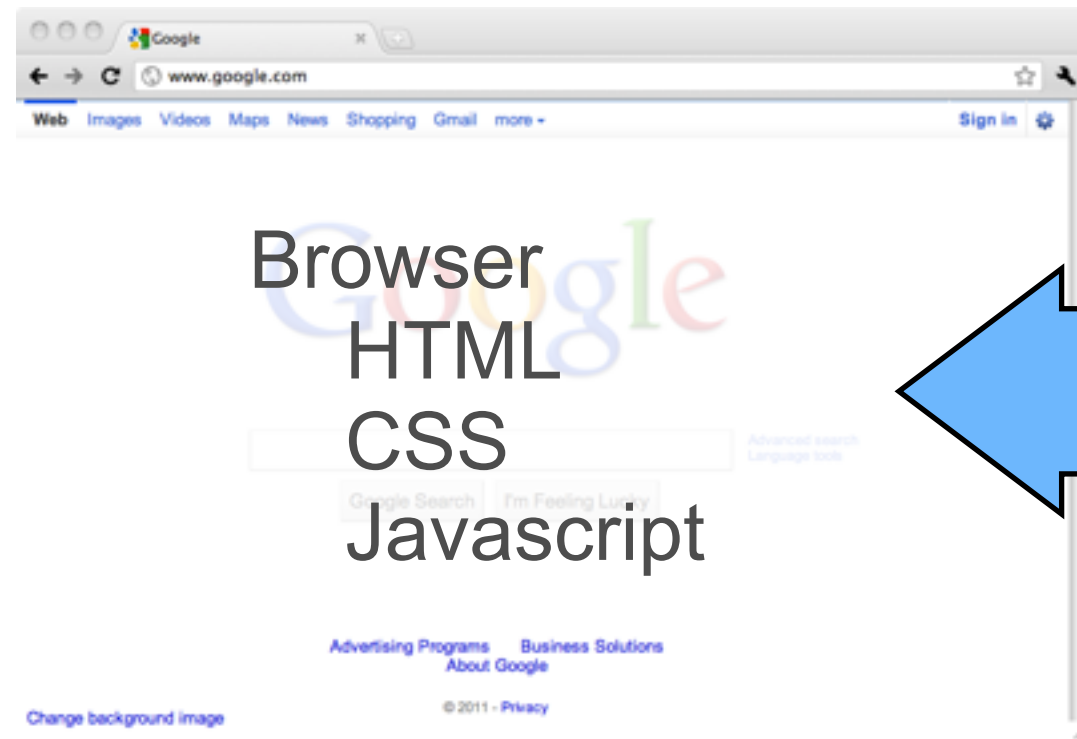 Google
www.google.com
Web Images Videos Maps News Shopping Gmail more Sign in
Google
Browser
HTML
CSS
Advanced search
Language tools
Google Search I'm Feeling Lucky
Javascript
Advertising Programs Business Solutions
About Google
© 2011 - Privacy
Change background image